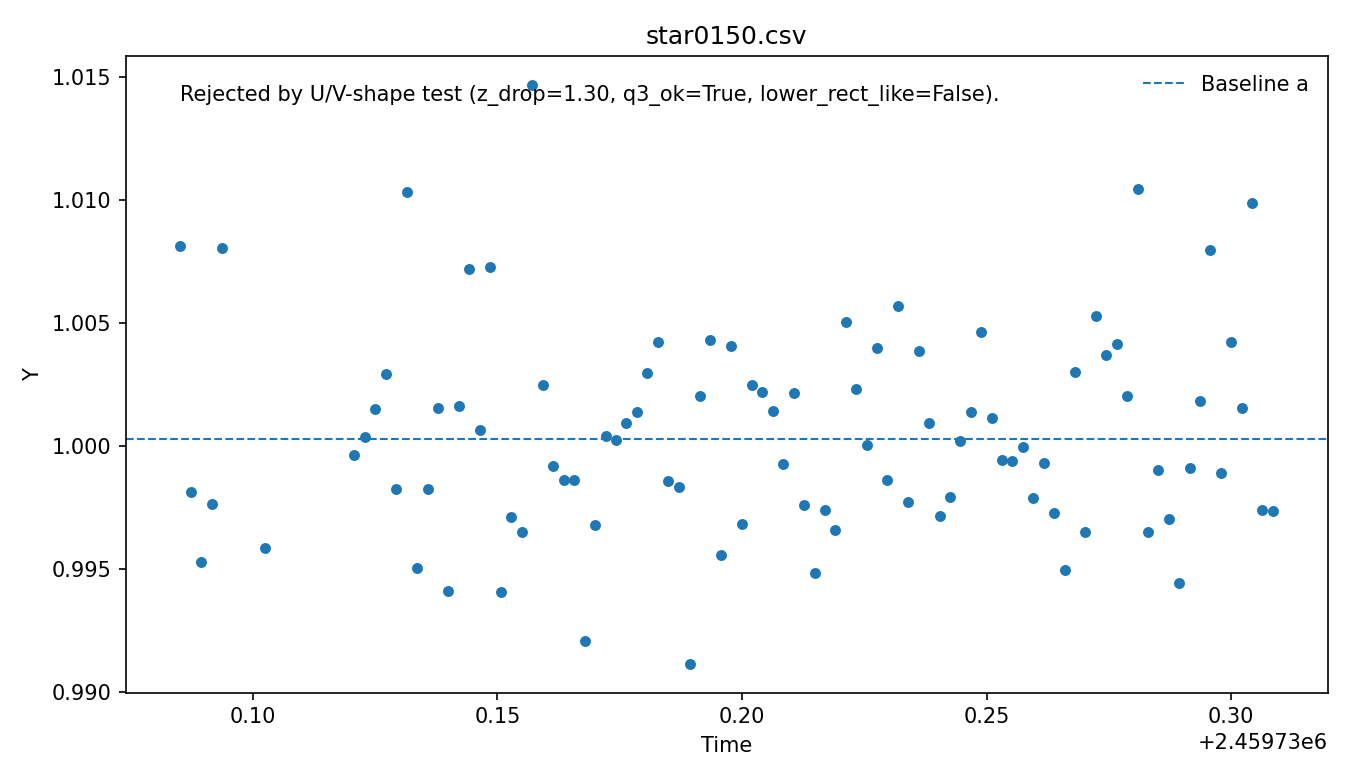 star0150.csv
Rejected by U/V-shape test (z_drop=1.30, q3_ok=True, lower_rect_like=False).
Baseline a
1.015
1.010
1.005
1.000
0.995
0.990
Y
0.10 0.15 0.20 0.25 0.30
Time
+2.45973e6